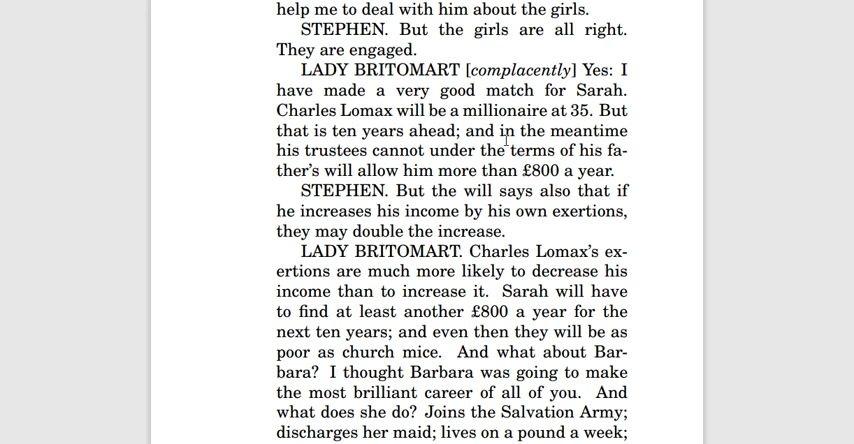 help me to deal with him about the girls.
STEPHEN. But the girls are all right.
They are engaged.
LADY BRITOMART [complacently] Yes: I
have made a very good match for Sarah.
Charles Lomax will be a millionaire at 35. But
that is ten years ahead; and in the meantime
his trustees cannot under the terms of his fa-
ther’s will allow him more than £800 a year.
STEPHEN. But the will says also that if
he increases his income by his own exertions,
they may double the increase.
LADY BRITOMART. Charles Lomax’s ex-
ertions are much more likely to decrease his
income than to increase it. Sarah will have
to find at least another £800 a year for the
next ten years; and even then they will be as
poor as church mice. And what about Bar-
bara? I thought Barbara was going to make
the most brilliant career of all of you. And
what does she do? Joins the Salvation Army;
discharges her maid; lives on a pound a week;